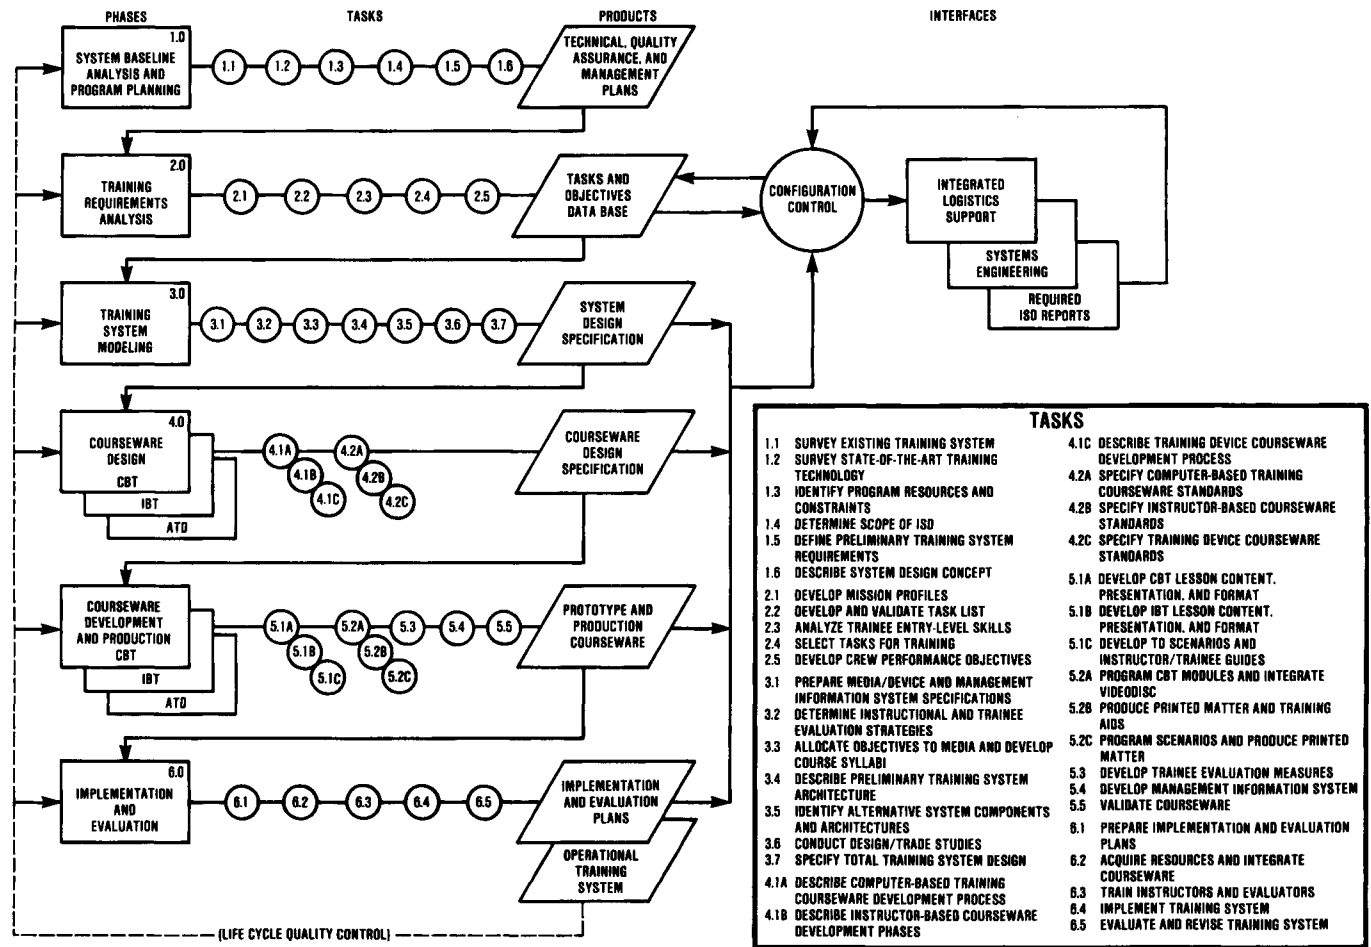 PHASES
TASKS
PRODUCTS
INTERFACES
1.0
SYSTEM BASELINE
ANALYSIS AND
PROGRAM PLANNING
1.1
1.2
1.3
1.4
1.5
1.6
TECHNICAL, QUALITY
ASSURANCE, AND
MANAGEMENT
PLANS
2.0
TRAINING
REQUIREMENTS
ANALYSIS
2.1
2.2
2.3
2.4
2.5
TASKS AND
OBJECTIVES
DATA BASE
CONFIGURATION
CONTROL
INTEGRATED
LOGISTICS
SUPPORT
SYSTEMS
ENGINEERING
REQUIRED
ISD REPORTS
3.0
TRAINING
SYSTEM
MODELING
3.1
3.2
3.3
3.4
3.5
3.6
3.7
SYSTEM
DESIGN
SPECIFICATION
4.0
COURSEWARE
DESIGN
CBT
IBT
ATD
4.1A
4.1B
4.1C
4.2A
4.2B
4.2C
COURSEWARE
DESIGN
SPECIFICATION
COURSEWARE
DEVELOPMENT
AND PRODUCTION
CBT
IBT
ATD
5.1A
5.1B
5.1C
5.2A
5.2B
5.2C
5.3
5.4
5.5
PROTOTYPE AND
PRODUCTION
COURSEWARE
6.0
IMPLEMENTATION
AND
EVALUATION
6.1
6.2
6.3
6.4
6.5
IMPLEMENTATION
AND EVALUATION
PLANS
OPERATIONAL
TRAINING
SYSTEM
(LIFE CYCLE QUALITY CONTROL)
TASKS
1.1 SURVEY EXISTING TRAINING SYSTEM
1.2 SURVEY STATE-OF-THE-ART TRAINING
TECHNOLOGY
1.3 IDENTIFY PROGRAM RESOURCES AND
CONSTRAINTS
1.4 DETERMINE SCOPE OF ISD
1.5 DEFINE PRELIMINARY TRAINING SYSTEM
REQUIREMENTS
1.6 DESCRIBE SYSTEM DESIGN CONCEPT
2.1 DEVELOP MISSION PROFILES
2.2 DEVELOP AND VALIDATE TASK LIST
2.3 ANALYZE TRAINEE ENTRY-LEVEL SKILLS
2.4 SELECT TASKS FOR TRAINING
2.5 DEVELOP CREW PERFORMANCE OBJECTIVES
3.1 PREPARE MEDIA/DEVICE AND MANAGEMENT
INFORMATION SYSTEM SPECIFICATIONS
3.2 DETERMINE INSTRUCTIONAL AND TRAINEE
EVALUATION STRATEGIES
3.3 ALLOCATE OBJECTIVES TO MEDIA AND DEVELOP
COURSE SYLLABI
3.4 DESCRIBE PRELIMINARY TRAINING SYSTEM
ARCHITECTURE
3.5 IDENTIFY ALTERNATIVE SYSTEM COMPONENTS
AND ARCHITECTURES
3.6 CONDUCT DESIGN/TRADE STUDIES
3.7 SPECIFY TOTAL TRAINING SYSTEM DESIGN
4.1A DESCRIBE COMPUTER-BASED TRAINING
COURSEWARE DEVELOPMENT PROCESS
4.1B DESCRIBE INSTRUCTOR-BASED COURSEWARE
DEVELOPMENT PHASES
4.1C DESCRIBE TRAINING DEVICE COURSEWARE
DEVELOPMENT PROCESS
4.2A SPECIFY COMPUTER-BASED TRAINING
COURSEWARE STANDARDS
4.2B SPECIFY INSTRUCTOR-BASED COURSEWARE
STANDARDS
4.2C SPECIFY TRAINING DEVICE COURSEWARE
STANDARDS
5.1A DEVELOP CBT LESSON CONTENT,
PRESENTATION, AND FORMAT
5.1B DEVELOP IBT LESSON CONTENT,
PRESENTATION, AND FORMAT
5.1C DEVELOP TD SCENARIOS AND
INSTRUCTOR/TRAINEE GUIDES
5.2A PROGRAM CBT MODULES AND INTEGRATE
VIDEODISC
5.2B PRODUCE PRINTED MATTER AND TRAINING
AIDS
5.2C PROGRAM SCENARIOS AND PRODUCE PRINTED
MATTER
5.3 DEVELOP TRAINEE EVALUATION MEASURES
5.4 DEVELOP MANAGEMENT INFORMATION SYSTEM
5.5 VALIDATE COURSEWARE
6.1 PREPARE IMPLEMENTATION AND EVALUATION
PLANS
6.2 ACQUIRE RESOURCES AND INTEGRATE
COURSEWARE
6.3 TRAIN INSTRUCTORS AND EVALUATORS
6.4 IMPLEMENT TRAINING SYSTEM
6.5 EVALUATE AND REVISE TRAINING SYSTEM